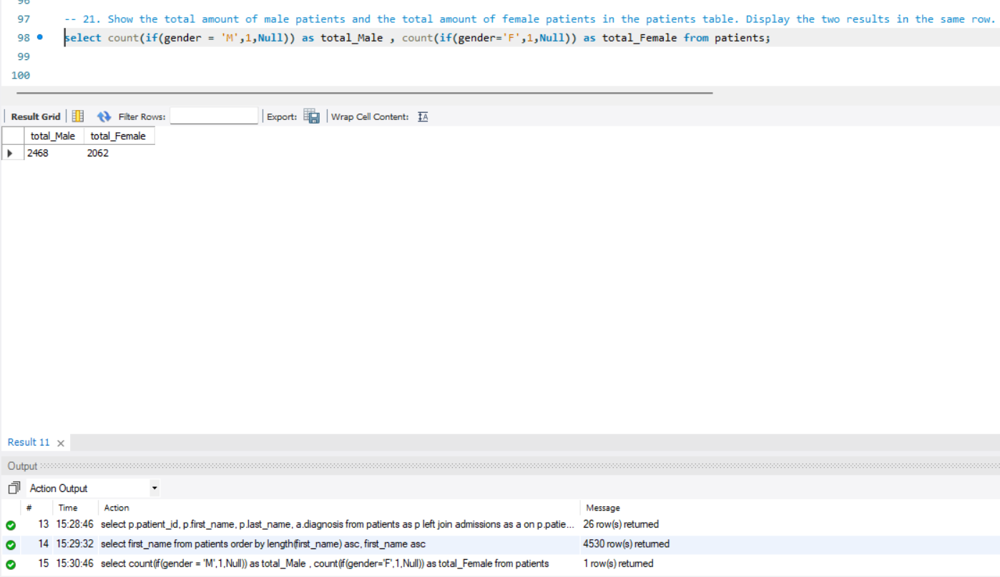 96
97 -- 21. Show the total amount of male patients and the total amount of female patients in the patients table. Display the two results in the same row.
98 select count(if(gender = 'M',1,Null)) as total_Male , count(if(gender='F',1,Null)) as total_Female from patients;
99
100
Result Grid Filter Rows: Export: Wrap Cell Content: IA
total_Male total_Female
2468 2062
Result 11 ×
Output
Action Output
# Time Action Message
13 15:28:46 select p.patient_id, p.first_name, p.last_name, a.diagnosis from patients as p left join admissions as a on p.patie... 26 row(s) returned
14 15:29:32 select first_name from patients order by length(first_name) asc, first_name asc 4530 row(s) returned
15 15:30:46 select count(if(gender = 'M',1,Null)) as total_Male , count(if(gender='F',1,Null)) as total_Female from patients 1 row(s) returned